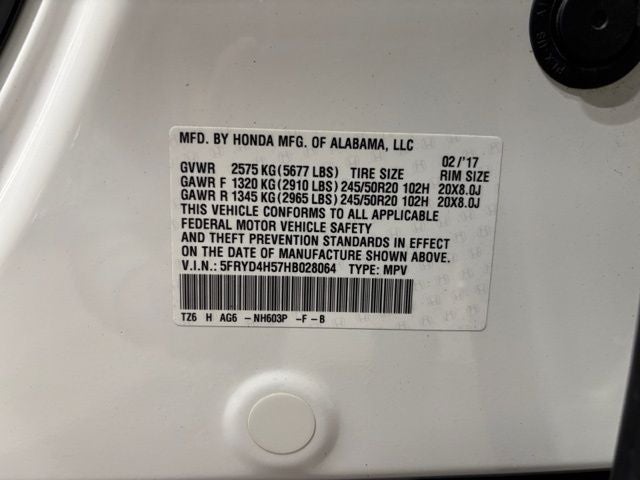 MFD. BY HONDA MFG. OF ALABAMA, LLC
02 /'17
GVWR 2575 KG (5677 LBS) TIRE SIZE RIM SIZE
GAWR F 1320 KG (2910 LBS) 245/50R20 102H 20X8.0J
GAWR R 1345 KG (2965 LBS) 245/50R20 102H 20X8.0J
THIS VEHICLE CONFORMS TO ALL APPLICABLE
FEDERAL MOTOR VEHICLE SAFETY
AND THEFT PREVENTION STANDARDS IN EFFECT
ON THE DATE OF MANUFACTURE SHOWN ABOVE.
V.I.N.: 5FRYD4H57HB028064 TYPE: MPV
TZ6 H AG6 -NH603P -F-B